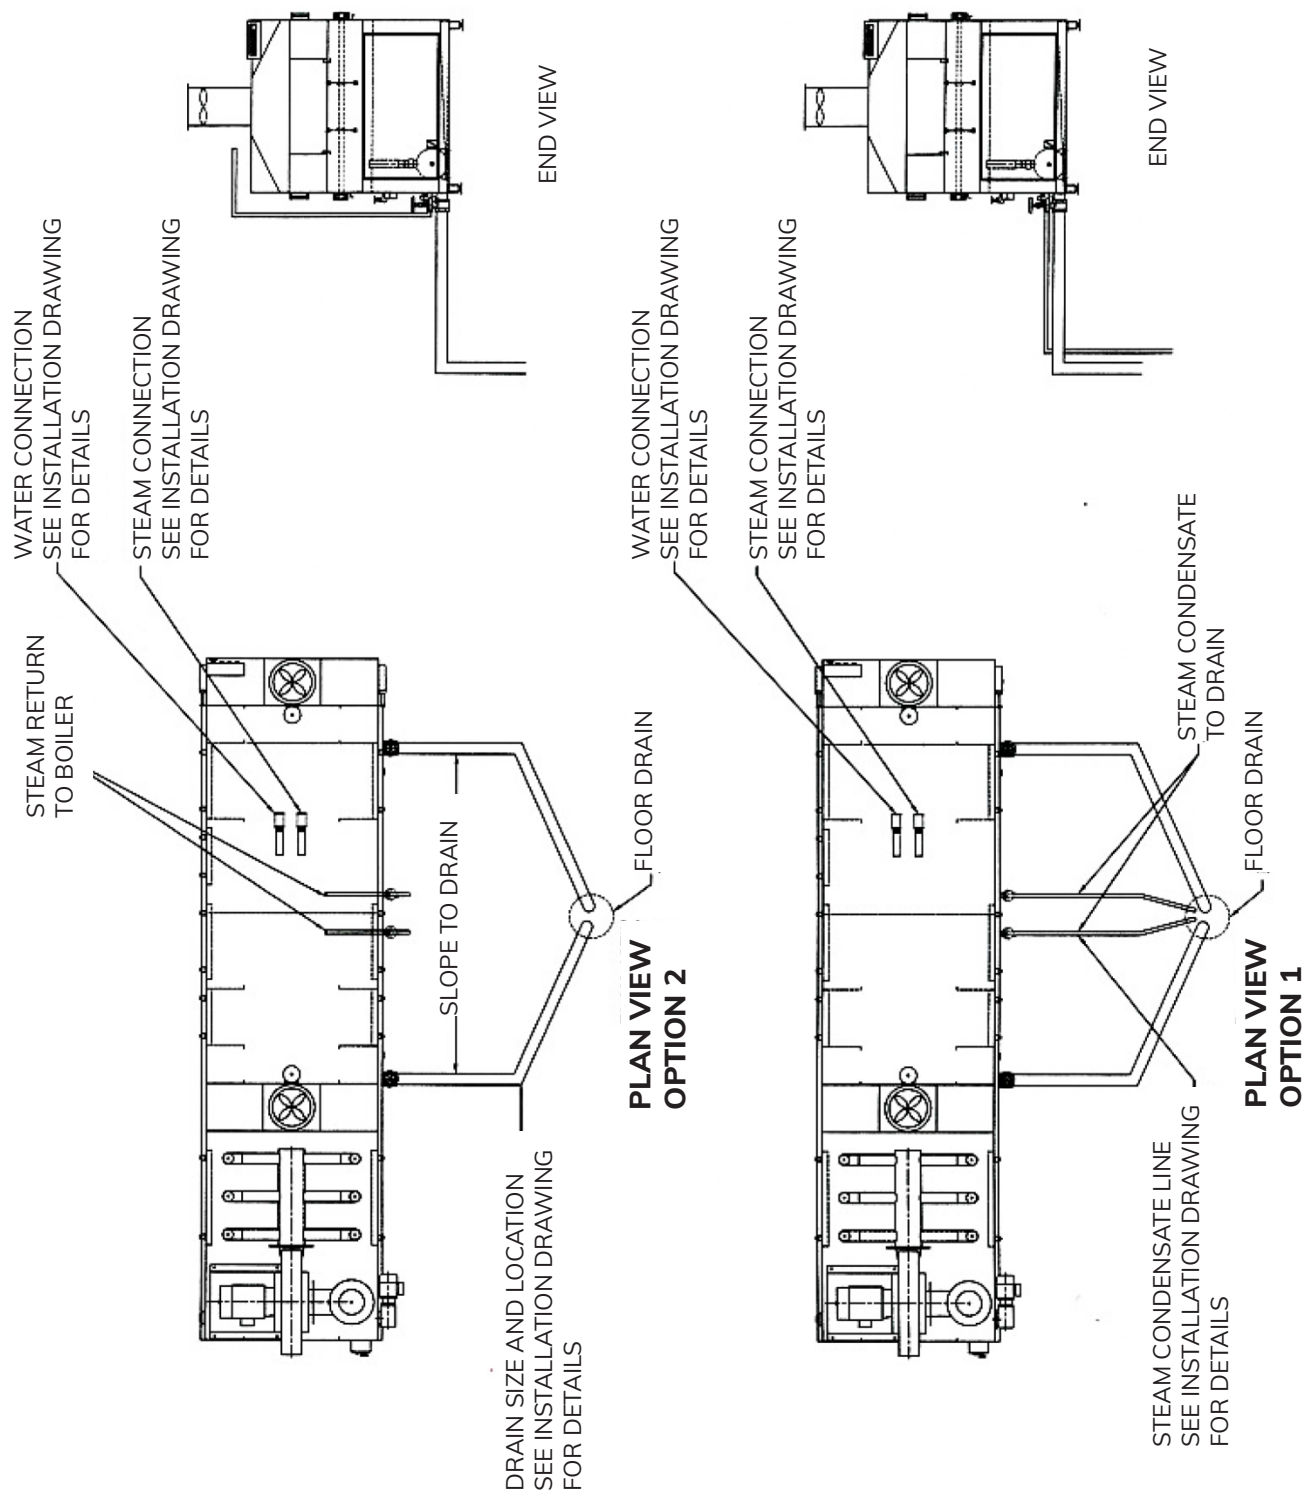 WATER CONNECTION
SEE INSTALLATION DRAWING
FOR DETAILS
STEAM CONNECTION
SEE INSTALLATION DRAWING
FOR DETAILS
STEAM RETURN
TO BOILER
END VIEW
SLOPE TO DRAIN
FLOOR DRAIN
DRAIN SIZE AND LOCATION
SEE INSTALLATION DRAWING
FOR DETAILS
PLAN VIEW
OPTION 2
WATER CONNECTION
SEE INSTALLATION DRAWING
FOR DETAILS
STEAM CONNECTION
SEE INSTALLATION DRAWING
FOR DETAILS
END VIEW
STEAM CONDENSATE
TO DRAIN
FLOOR DRAIN
STEAM CONDENSATE LINE
SEE INSTALLATION DRAWING
FOR DETAILS
PLAN VIEW
OPTION 1